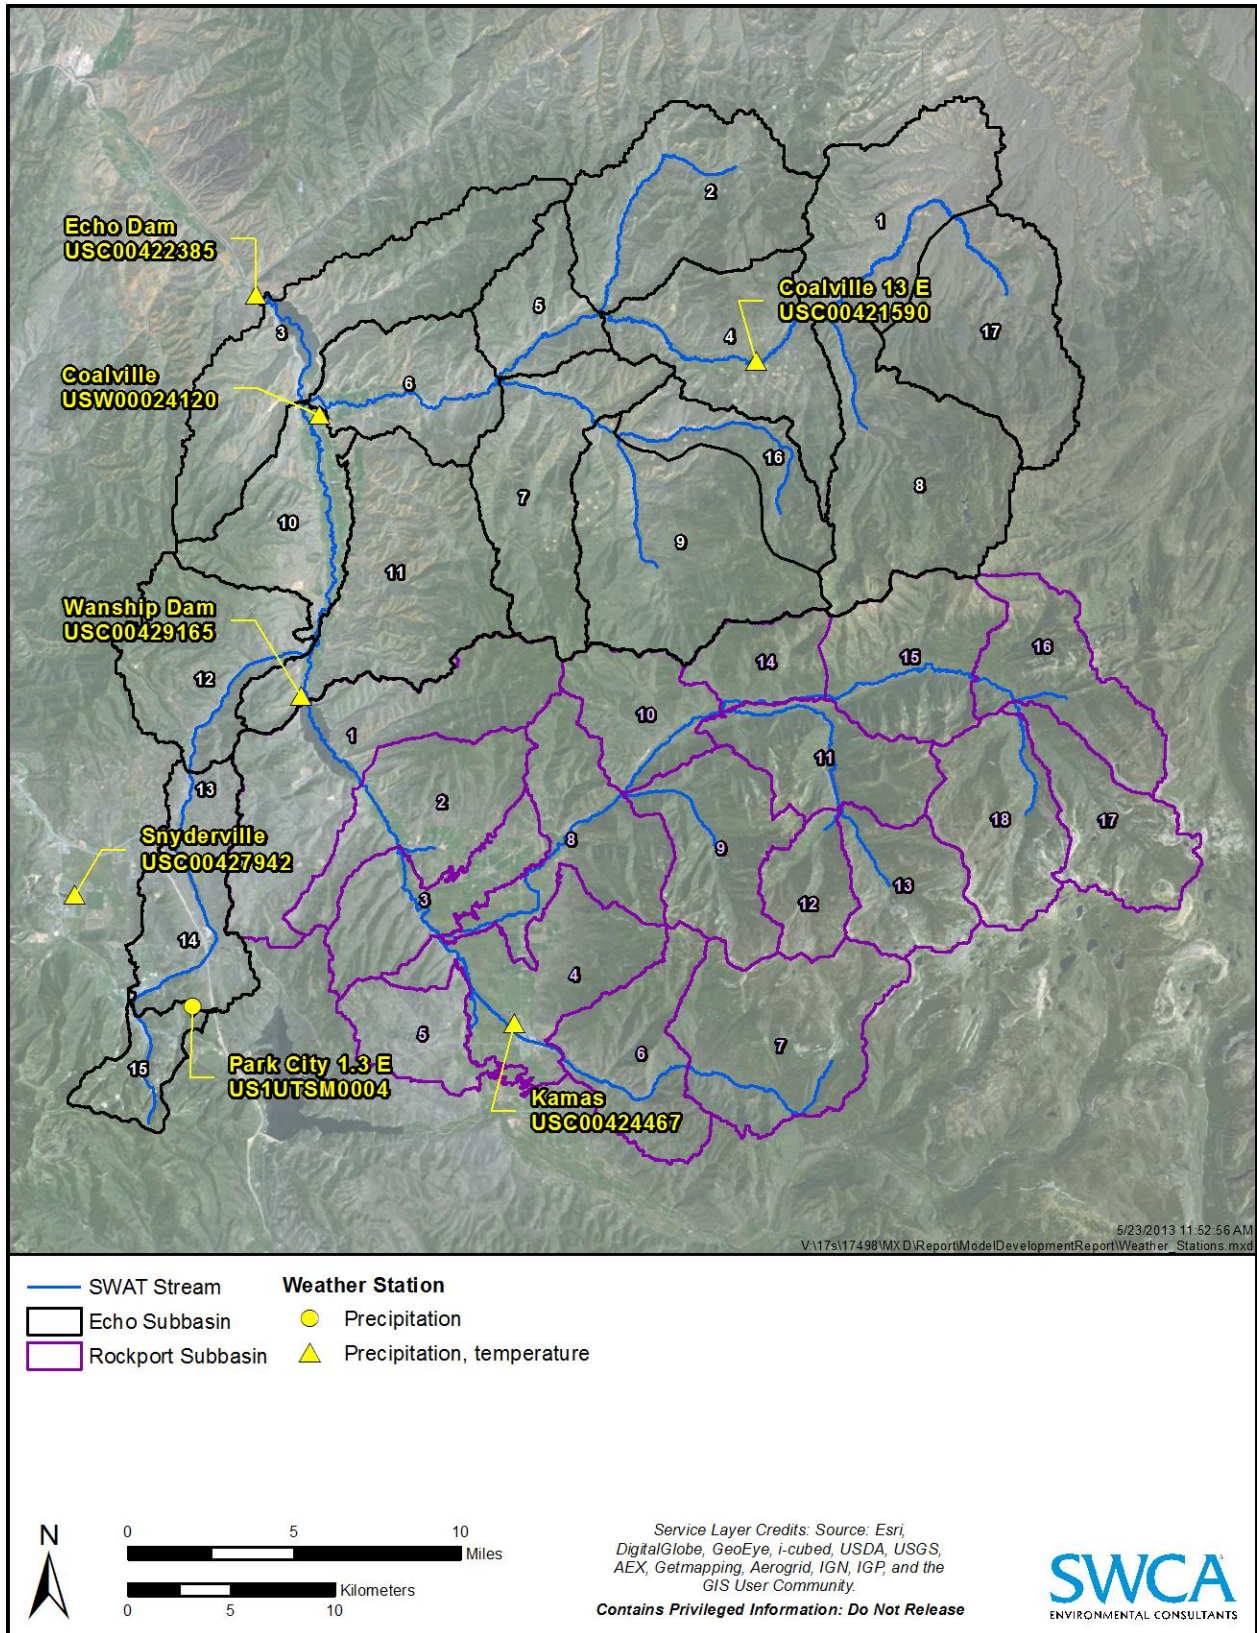 2
1
Echo Dam
USC00422385
Coalville 13 E
USC00421590
5
3
4
17
Coalville
USW00024120
6
16
8
7
10
9
11
Wanship Dam
USC00429165
16
15
14
12
10
1
11
13
2
Snyderville
USC00427942
8
9
18
17
13
3
12
14
4
5
7
6
15
Park City 1.3 E
US1UTSM0004
Kamas
USC00424467
5/23/2013 11:52:56 AM
V:\17s\17498\MXD\Report\ModelDevelopmentReport\Weather_Stations.mxd
SWAT Stream
Echo Subbasin
Rockport Subbasin
Weather Station
Precipitation
Precipitation, temperature
N
0 5 10
Miles
Kilometers
0 5 10
Service Layer Credits: Source: Esri,
DigitalGlobe, GeoEye, i-cubed, USDA, USGS,
AEX, Getmapping, Aerogrid, IGN, IGP, and the
GIS User Community.
Contains Privileged Information: Do Not Release
SWCA
ENVIRONMENTAL CONSULTANTS